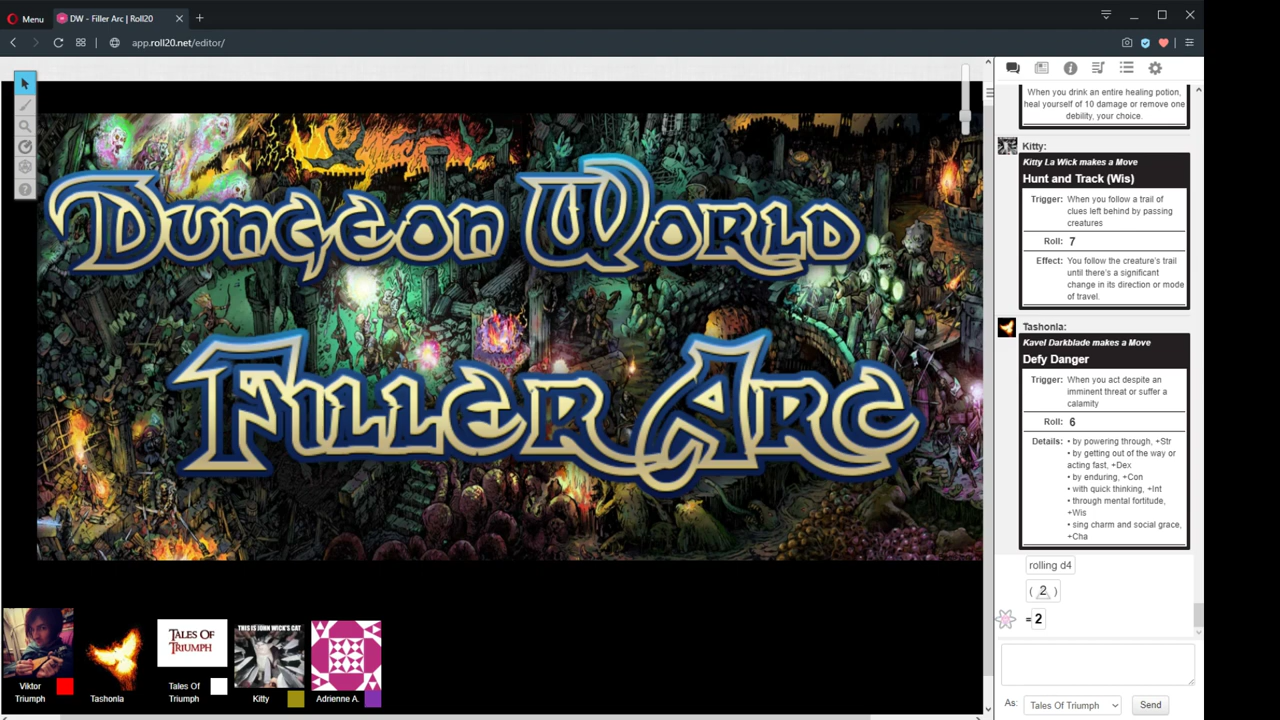 Menu
DW - Filler Arc | Roll20
app.roll20.net/editor/
Dungeon World
Filler Arc
When you drink an entire healing potion,
heal yourself of 10 damage or remove one
debility, your choice.
Kitty:
Kitty La Wick makes a Move
Hunt and Track (Wis)
Trigger: When you follow a trail of
clues left behind by passing
creatures
Roll: 7
Effect: You follow the creature's trail
until there's a significant
change in its direction or mode
of travel.
Tashonla:
Kavel Darkblade makes a Move
Defy Danger
Trigger: When you act despite an
imminent threat or suffer a
calamity
Roll: 6
Details: • by powering through, +Str
• by getting out of the way or
acting fast, +Dex
• by enduring, +Con
• with quick thinking, +Int
• through mental fortitude,
+Wis
• sing charm and social grace,
+Cha
rolling d4
( 2 )
= 2
As: Tales Of Triumph
Send
TALES OF
TRIUMPH
THIS IS JOHN WICK'S CAT
Viktor
Triumph
Tashonla
Tales Of
Triumph
Kitty
Adrienne A.